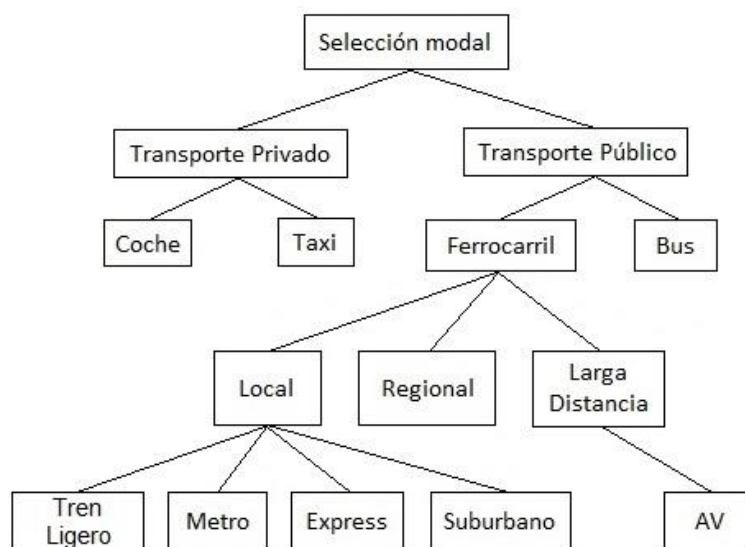 Selección modal
Transporte Privado
Transporte Público
Coche
Taxi
Ferrocarril
Bus
Local
Regional
Larga
Distancia
Tren
Ligero
Metro
Express
Suburbano
AV